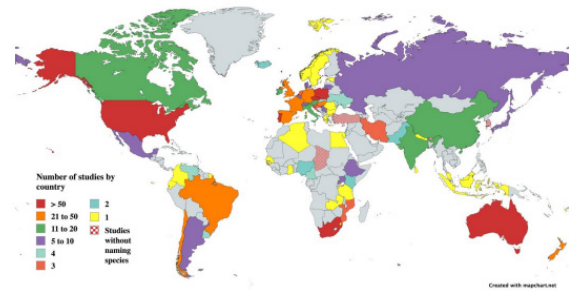 Number of studies by
country
> 50
21 to 50
11 to 20
5 to 10
4
3
2
1
Studies
without
naming
species
Created with mapchart.net